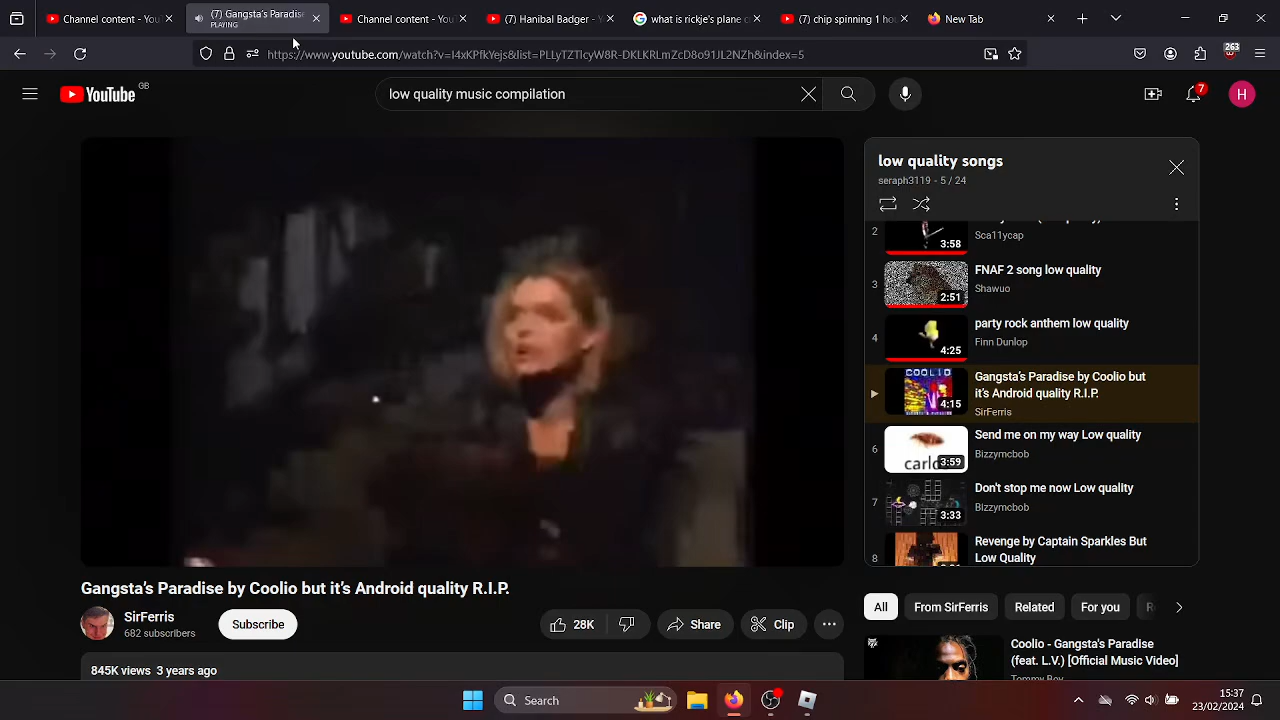 Channel content - You
(7) Gangsta's Paradise
PLAYING
Channel content - You
(7) Hannibal Badger - Y
what is ricky berwick
(7) chip spinning 1 hou
New Tab
263
https://www.youtube.com/watch?v=I4xKPfkYejs&list=PLLyTZTlcyW8R-DKLKRLmZcD8o91JL2NZh&index=5
YouTube GB
low quality music compilation
7
H
low quality songs
seraph3119 - 5 / 24
2
3:58
Sca11ycap
3
2:51
FNAF 2 song low quality
Shawuo
4
4:25
party rock anthem low quality
Finn Dunlop
COOLIO
4:15
Gangsta's Paradise by Coolio but
it's Android quality R.I.P.
SirFerris
6
3:59
Send me on my way Low quality
Bizzymcbob
7
3:33
Don't stop me now Low quality
Bizzymcbob
8
Revenge by Captain Sparkles But
Low Quality
Gangsta's Paradise by Coolio but it's Android quality R.I.P.
SirFerris
682 subscribers
Subscribe
28K
Share
Clip
845K views 3 years ago
All
From SirFerris
Related
For you
Coolio - Gangsta's Paradise
(feat. L.V.) [Official Music Video]
Tommy Boy
Search
15:37
23/02/2024